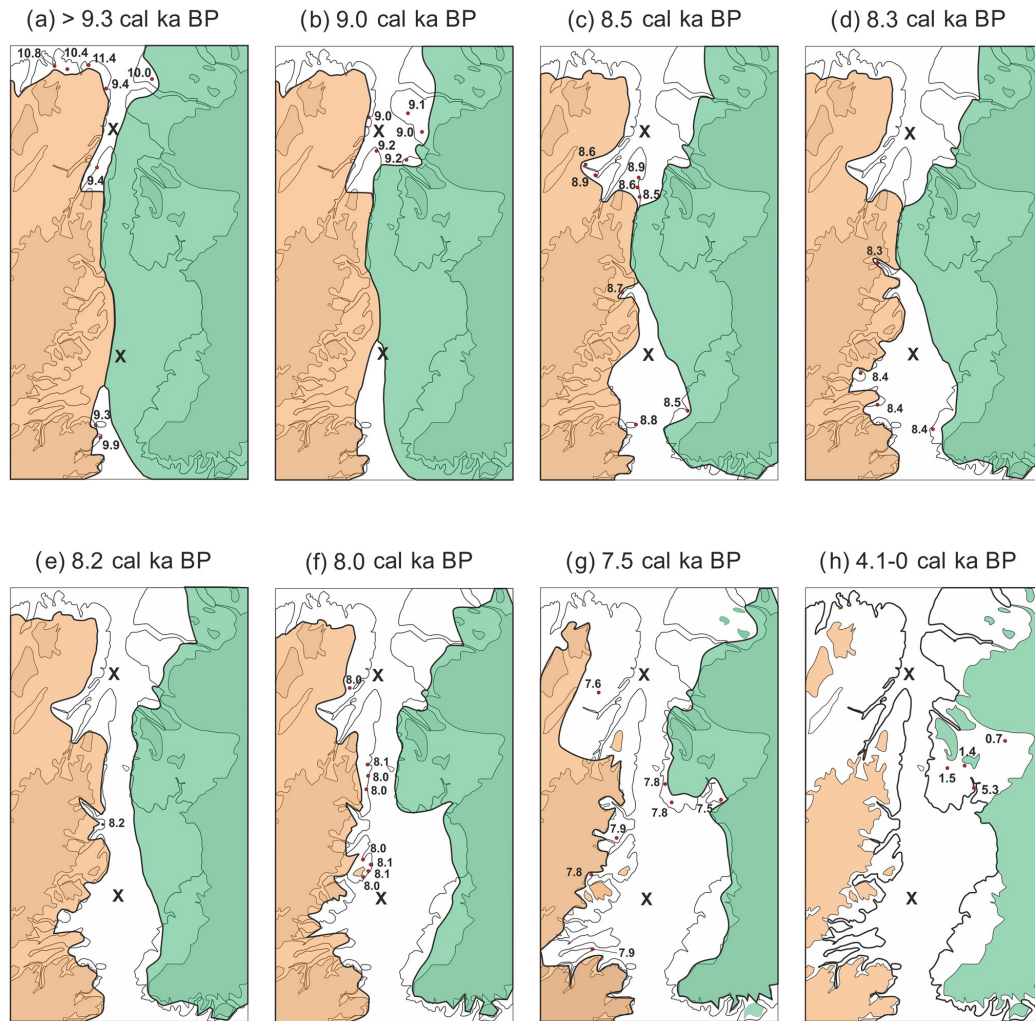 (a) > 9.3 cal ka BP
(b) 9.0 cal ka BP
(c) 8.5 cal ka BP
(d) 8.3 cal ka BP
10.8 10.4 11.4
10.0
9.4
X
9.4
X
9.3
9.9
9.0
9.1
X
9.0
9.2
9.2
X
X
8.6
8.9
8.9
8.6
8.5
8.7
X
8.5
8.8
X
8.3
X
8.4
8.4
8.4
(e) 8.2 cal ka BP
(f) 8.0 cal ka BP
(g) 7.5 cal ka BP
(h) 4.1-0 cal ka BP
X
8.2
X
X
8.0
8.1
8.0
8.0
8.1
8.1
8.0
X
X
7.6
7.8
7.8
7.5
7.9
7.8
X
7.9
X
0.7
1.4
1.5
5.3
X